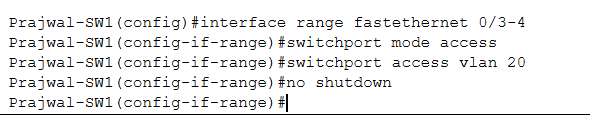 Prajwal-SW1(config)#interface range fastethernet 0/3-4
Prajwal-SW1(config-if-range)#switchport mode access
Prajwal-SW1(config-if-range)#switchport access vlan 20
Prajwal-SW1(config-if-range)#no shutdown
Prajwal-SW1(config-if-range)#